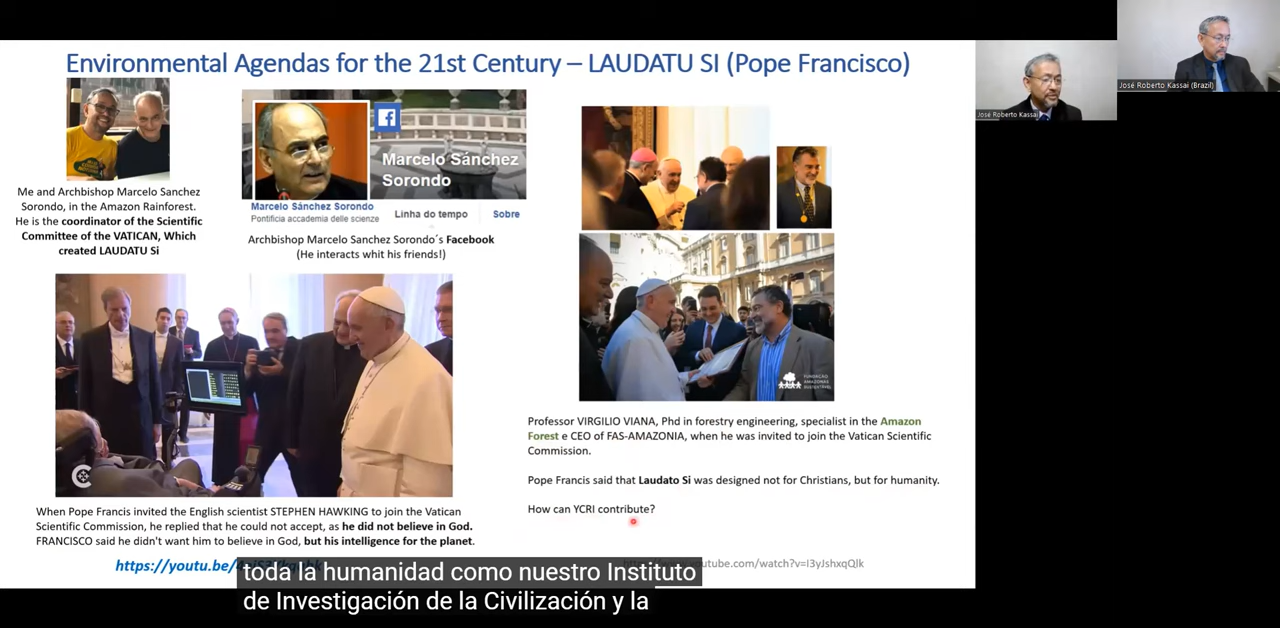 Environmental Agendas for the 21st Century – LAUDATU SI (Pope Francisco)
José Roberto Kassai
José Roberto Kassai (Brazil)
Me and Archbishop Marcelo Sanchez
Sorondo, in the Amazon Rainforest.
He is the coordinator of the Scientific
Committee of the VATICAN, Which
created LAUDATU Si
Marcelo Sánchez
Sorondo
Marcelo Sánchez Sorondo
Pontificia accademia delle scienze
Linha do tempo
Sobre
Archbishop Marcelo Sanchez Sorondo´s Facebook
(He interacts whit his friends!)
When Pope Francis invited the English scientist STEPHEN HAWKING to join the Vatican
Scientific Commission, he replied that he could not accept, as he did not believe in God.
FRANCISCO said he didn't want him to believe in God, but his intelligence for the planet.
https://youtu.be/
FUNDAÇÃO
AMAZONAS
SUSTENTÁVEL
Professor VIRGILIO VIANA, Phd in forestry engineering, specialist in the Amazon
Forest e CEO of FAS-AMAZONIA, when he was invited to join the Vatican Scientific
Commission.
Pope Francis said that Laudato Si was designed not for Christians, but for humanity.
How can YCRI contribute?
youtube.com/watch?v=I3yJshxqQlk
toda la humanidad como nuestro Instituto
de Investigación de la Civilización y la